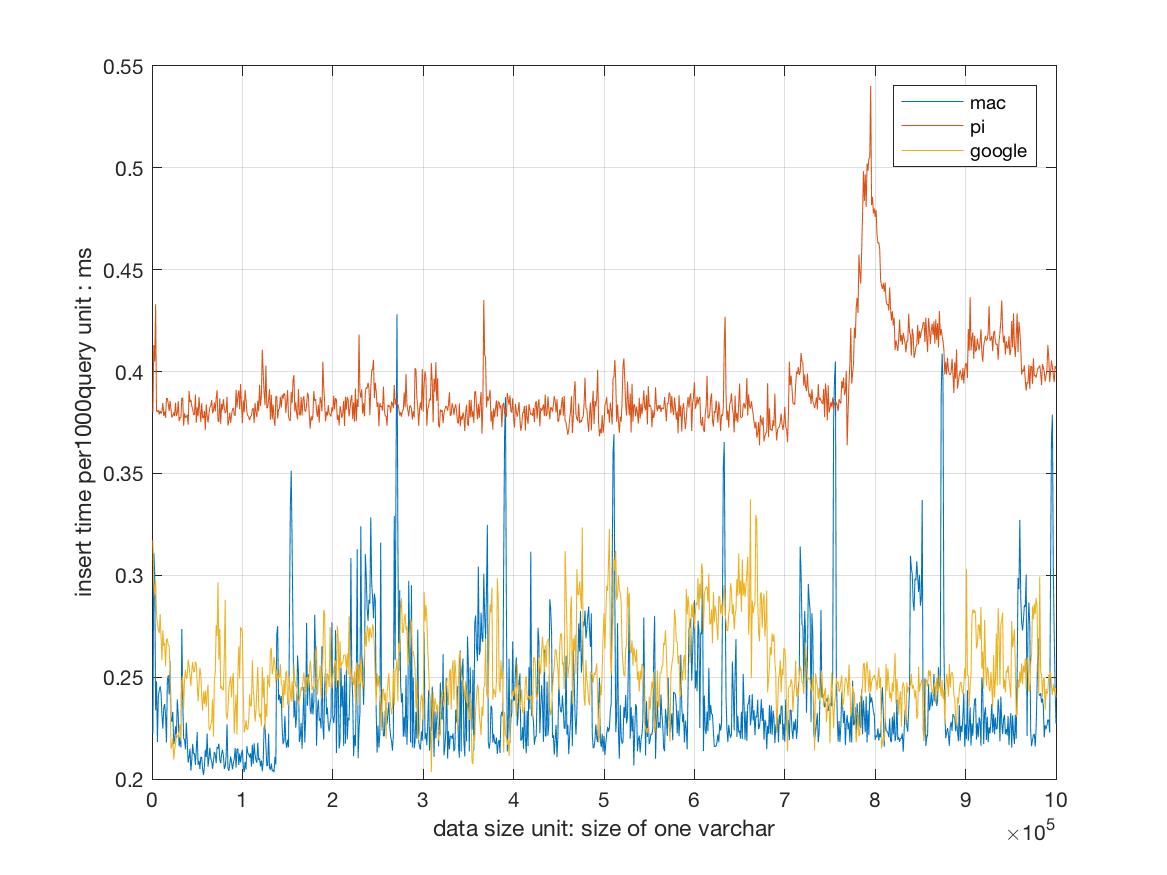 0.55
0.5
0.45
0.4
0.35
0.3
0.25
0.2
insert time per1000query unit : ms
mac
pi
google
0 1 2 3 4 5 6 7 8 9 10
×10⁵
data size unit: size of one varchar